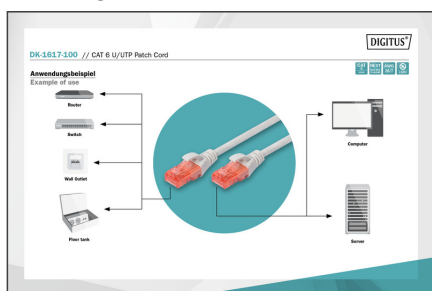 DIGITUS®
DK-1617-100 // CAT 6 U/UTP Patch Cord
Anwendungsbeispiel
Example of use
Router
Switch
Wall Outlet
Floor tank
Computer
Server